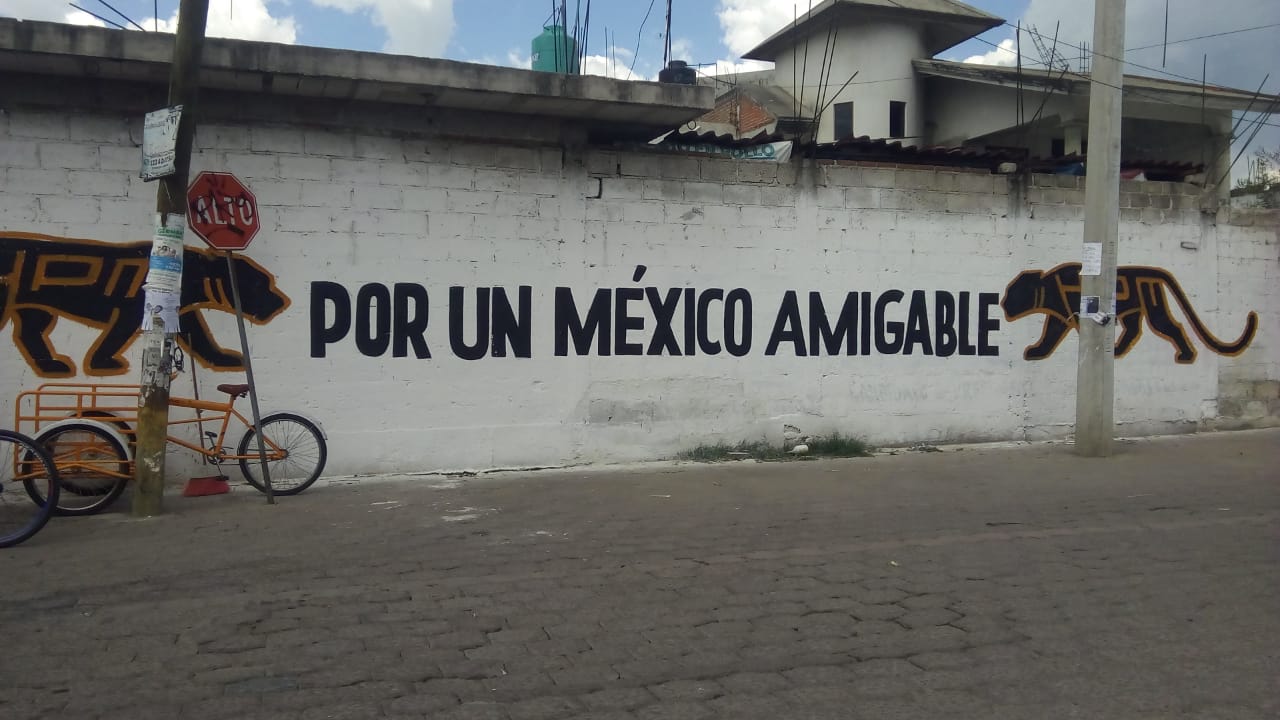 ALTO
POR UN MÉXICO AMIGABLE